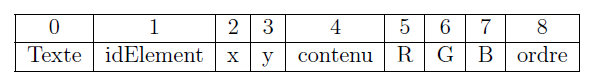 0 1 2 3 4 5 6 7 8
Texte idElement x y contenu R G B ordre